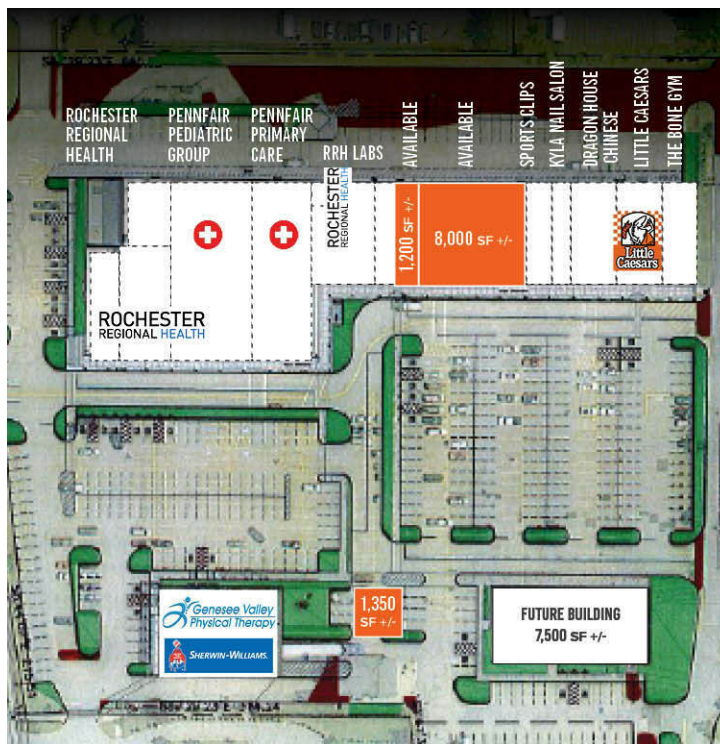 ROCHESTER
REGIONAL
HEALTH
PENNFAIR
PEDIATRIC
GROUP
PENNFAIR
PRIMARY
CARE
RRH LABS
AVAILABLE
AVAILABLE
SPORTS CLIPS
KYLA NAIL SALON
DRAGON HOUSE
CHINESE
LITTLE CAESARS
THE BONE GYM
ROCHESTER
REGIONAL HEALTH
1,200 SF +/-
8,000 SF +/-
Little
Caesars
ROCHESTER
REGIONAL HEALTH
Genesee Valley
Physical Therapy
SHERWIN-WILLIAMS.
1,350
SF +/-
FUTURE BUILDING
7,500 SF +/-